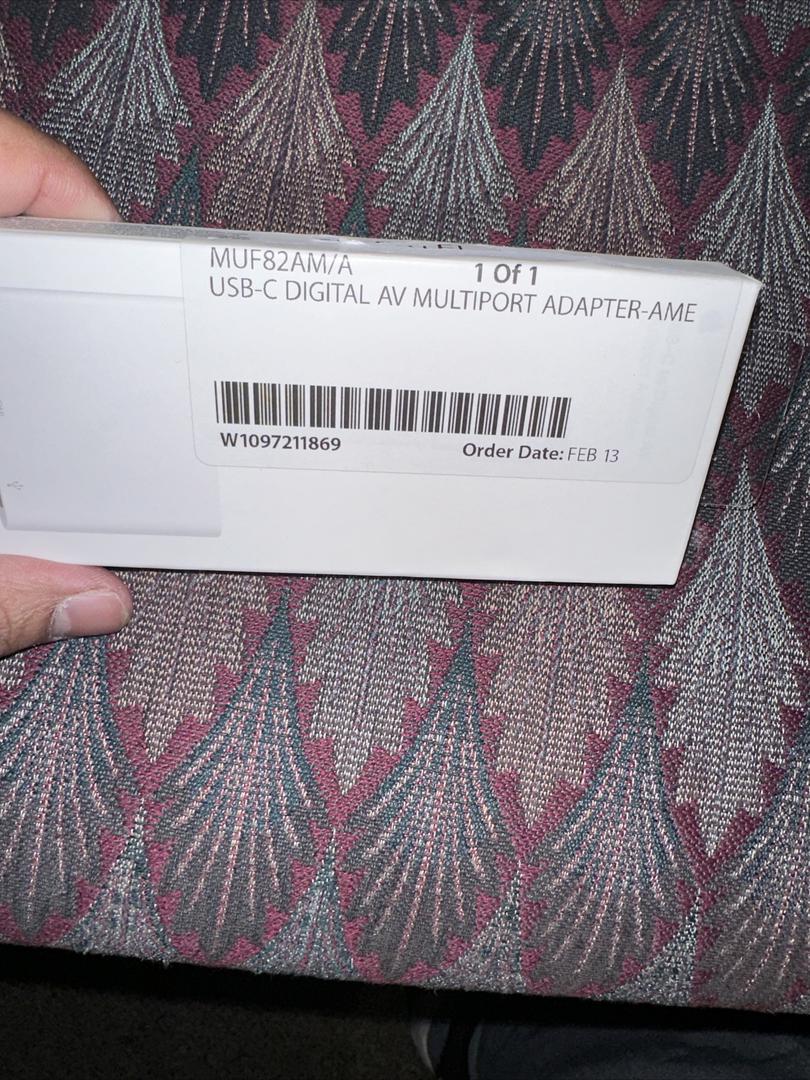 MUF82AM/A
1 Of 1
USB-C DIGITAL AV MULTIPORT ADAPTER-AME
W1097211869
Order Date: FEB 13